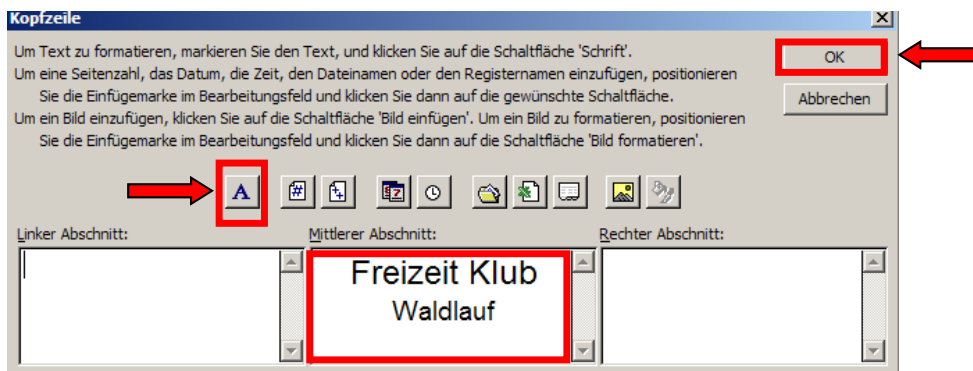 Kopfzeile
Um Text zu formatieren, markieren Sie den Text, und klicken Sie auf die Schaltfläche 'Schrift'.
Um eine Seitenzahl, das Datum, die Zeit, den Dateinamen oder den Registernamen einzufügen, positionieren
Sie die Einfügemarke im Bearbeitungsfeld und klicken Sie dann auf die gewünschte Schaltfläche.
Um ein Bild einzufügen, klicken Sie auf die Schaltfläche 'Bild einfügen'. Um ein Bild zu formatieren, positionieren
Sie die Einfügemarke im Bearbeitungsfeld und klicken Sie dann auf die Schaltfläche 'Bild formatieren'.
OK
Abbrechen
A
Linker Abschnitt:
Mittlerer Abschnitt:
Rechter Abschnitt:
Freizeit Klub
Waldlauf